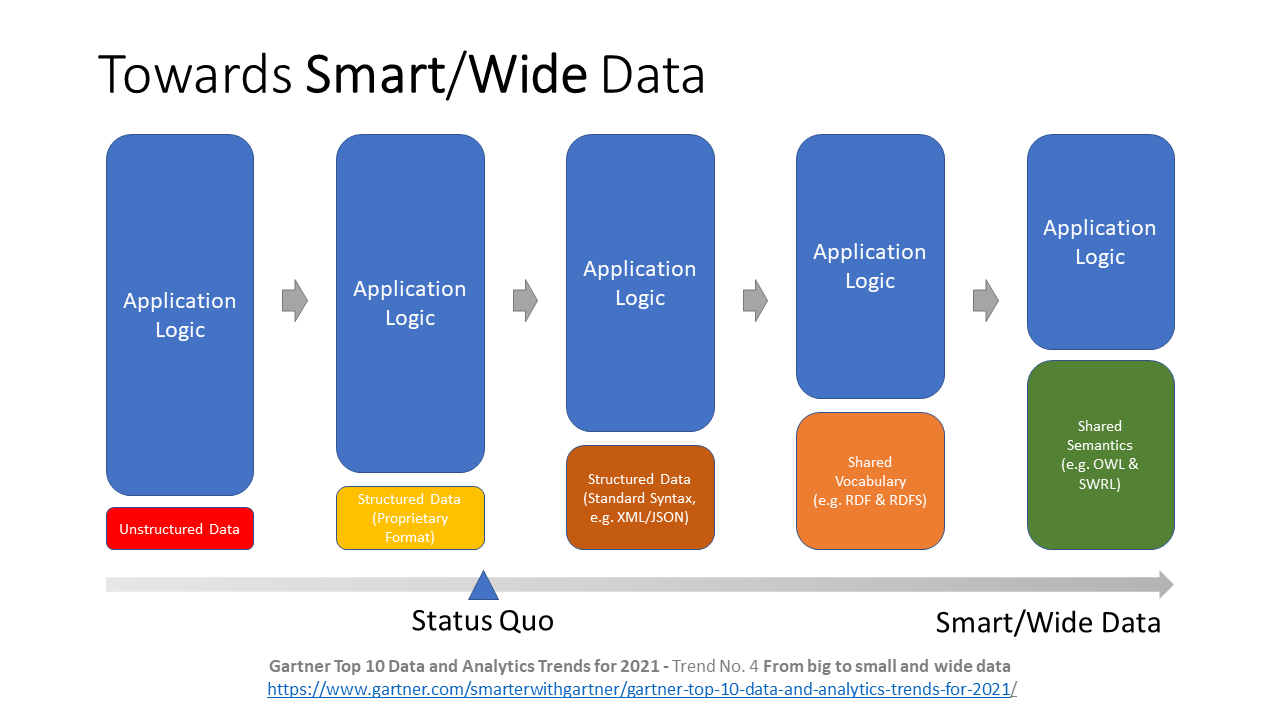 Towards Smart/Wide Data
Application
Logic
Unstructured Data
Application
Logic
Structured Data
(Proprietary
Format)
Application
Logic
Structured Data
(Standard Syntax,
e.g. XML/JSON)
Application
Logic
Shared
Vocabulary
(e.g. RDF & RDFS)
Application
Logic
Shared
Semantics
(e.g. OWL &
SWRL)
Status Quo
Smart/Wide Data
Gartner Top 10 Data and Analytics Trends for 2021 - Trend No. 4 From big to small and wide data
https://www.gartner.com/smarterwithgartner/gartner-top-10-data-and-analytics-trends-for-2021/